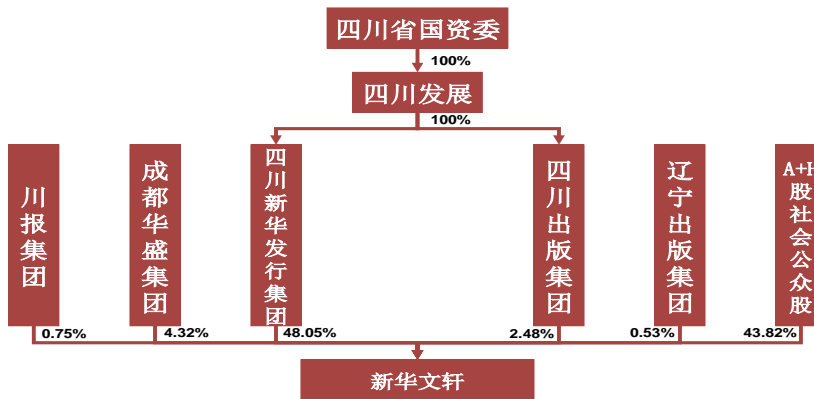 四川省国资委
100%
四川发展
100%
川报集团
成都华盛集团
四川新华发行集团
四川出版集团
辽宁出版集团
A+H
股社会公众股
0.75%
4.32%
48.05%
2.48%
0.53%
43.82%
新华文轩